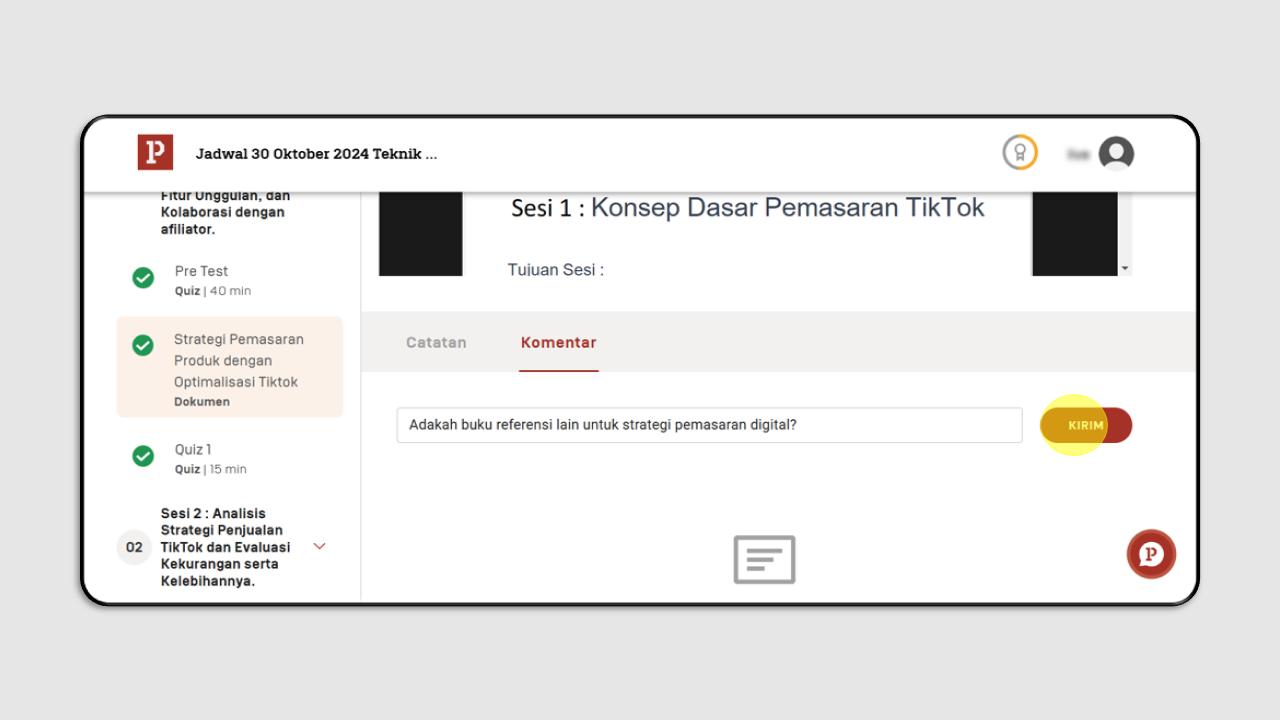 P
Jadwal 30 Oktober 2024 Teknik ...
Fitur Unggulan, dan
Kolaborasi dengan
afiliator.
Pre Test
Quiz | 40 min
Strategi Pemasaran
Produk dengan
Optimalisasi Tiktok
Dokumen
Quiz 1
Quiz | 15 min
02
Sesi 2 : Analisis
Strategi Penjualan
TikTok dan Evaluasi
Kekurangan serta
Kelebihannya.
Sesi 1 : Konsep Dasar Pemasaran TikTok
Tujuan Sesi :
Catatan
Komentar
Adakah buku referensi lain untuk strategi pemasaran digital?
KIRIM
P